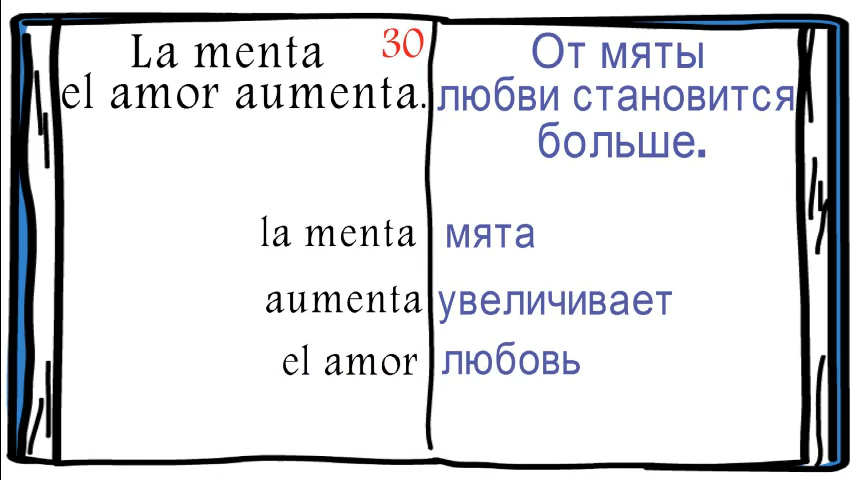 La menta 30
el amor aumenta.
От мяты
любви становится
больше.
la menta мята
aumenta увеличивает
el amor любовь